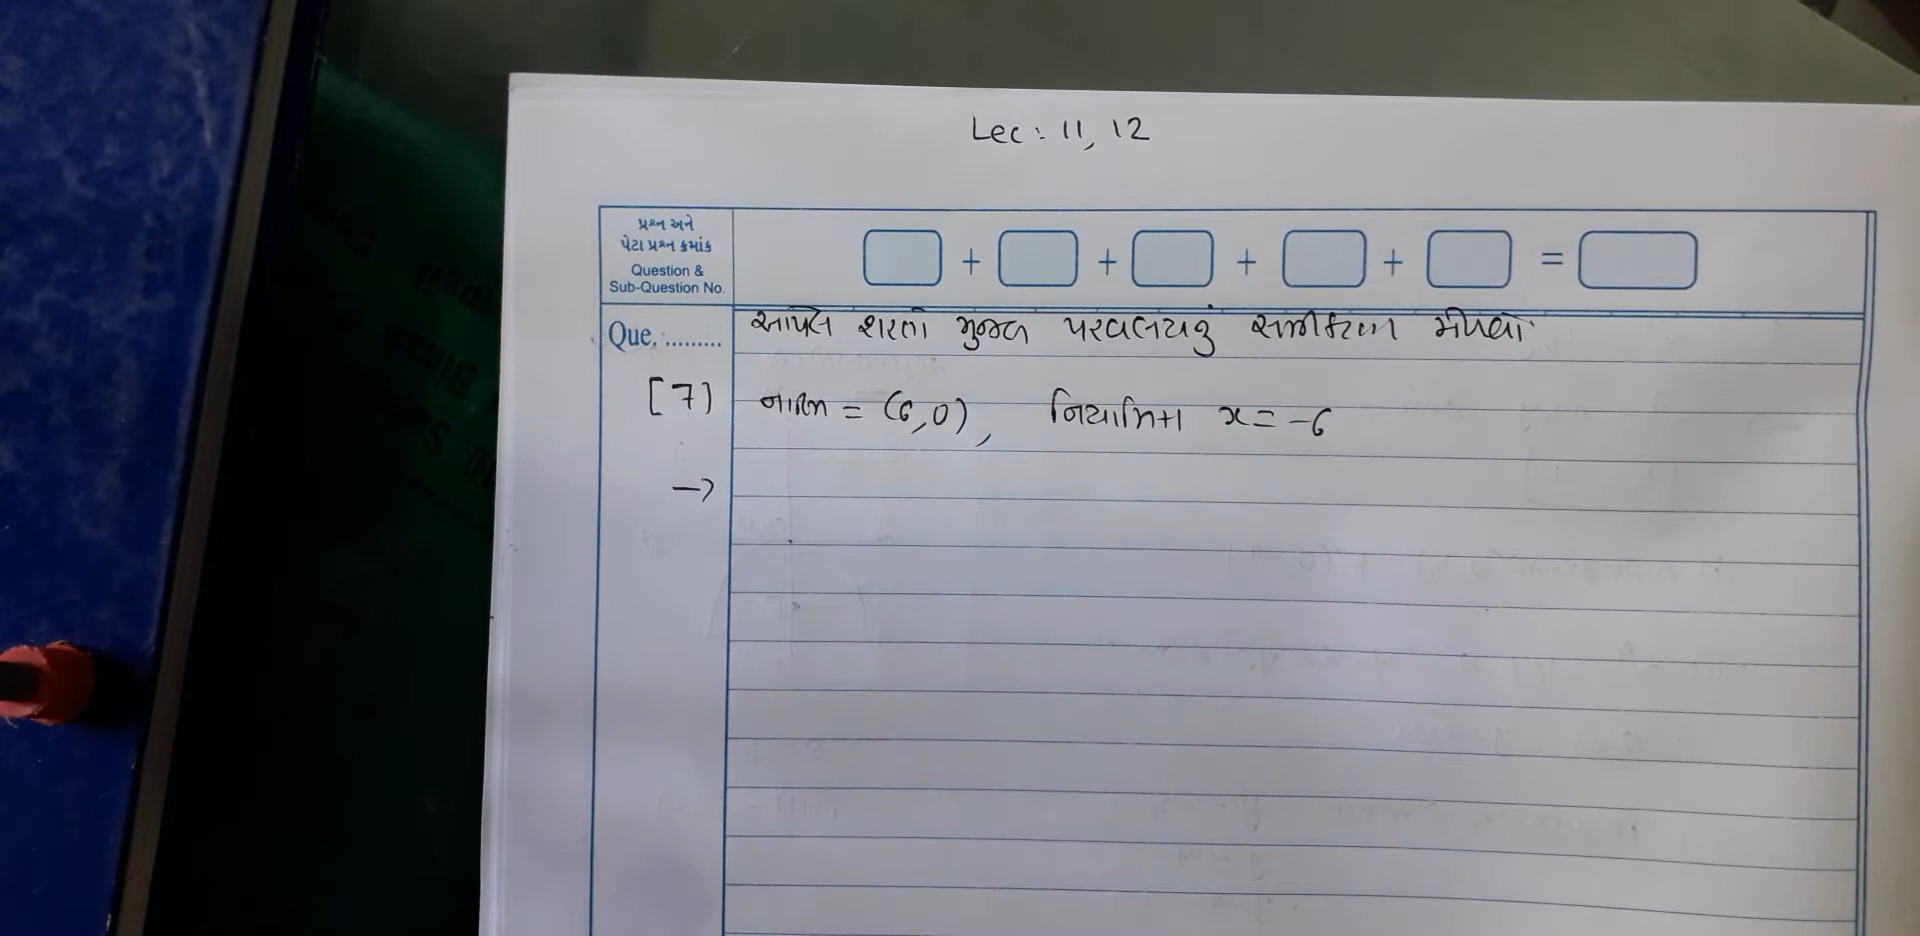 Lec : 11, 12
પ્રશ્ન અને
પેટા પ્રશ્ન ક્રમાંક
Question &
Sub-Question No.
+ + + + =
Que. .........
આપેલ શરતો મુજબ પરવલયનું સમીકરણ મેળવો.
[7] નાભિ = (6,0), નિયામિકા x = -6
→